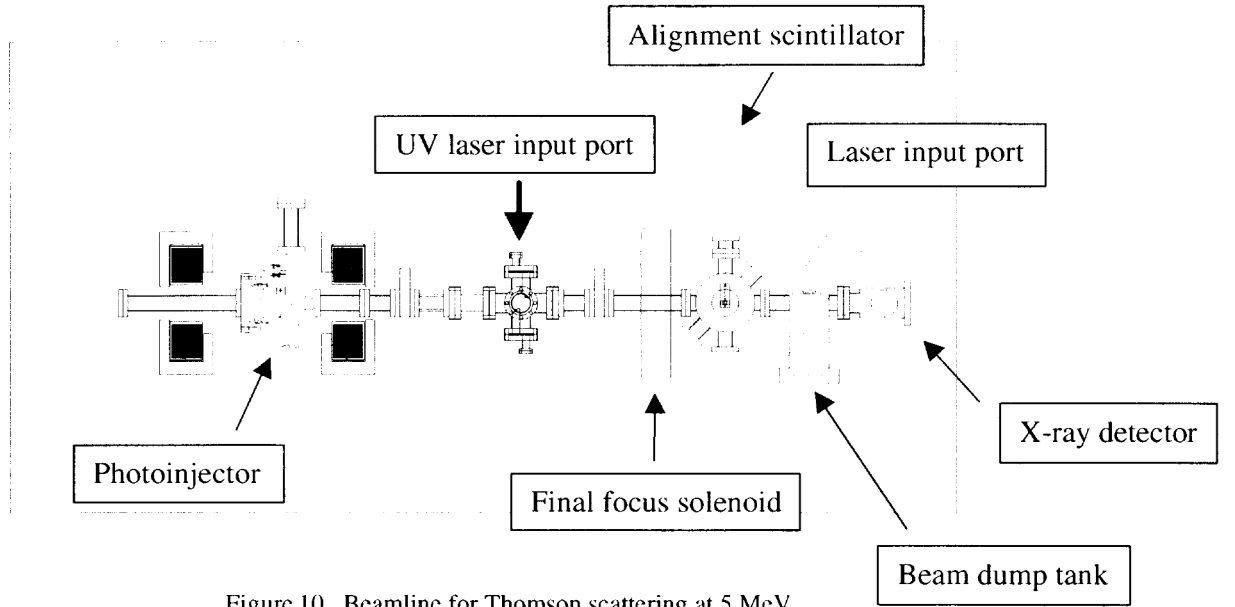 Alignment scintillator
UV laser input port
Laser input port
Photoinjector
X-ray detector
Final focus solenoid
Beam dump tank
Figure 10. Beamline for Thomson scattering at 5 MeV